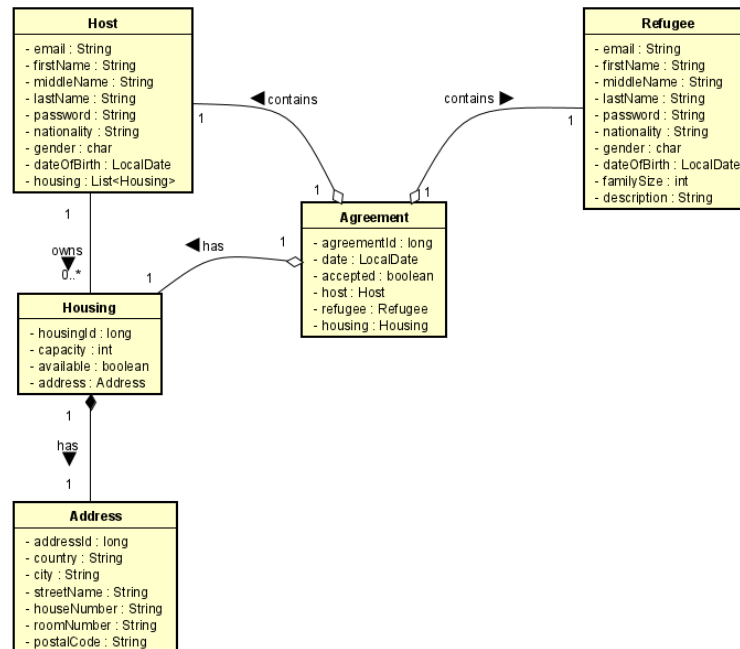 Host
- email : String
- firstName : String
- middleName : String
- lastName : String
- password : String
- nationality : String
- gender : char
- dateOfBirth : LocalDate
- housing : List<Housing>
Refugee
- email : String
- firstName : String
- middleName : String
- lastName : String
- password : String
- nationality : String
- gender : char
- dateOfBirth : LocalDate
- familySize : int
- description : String
contains
1
1
contains
1
1
Agreement
- agreementId : long
- date : LocalDate
- accepted : boolean
- host : Host
- refugee : Refugee
- housing : Housing
1
owns
0..*
has
1
1
Housing
- housingId : long
- capacity : int
- available : boolean
- address : Address
1
has
1
Address
- addressId : long
- country : String
- city : String
- streetName : String
- houseNumber : String
- roomNumber : String
- postalCode : String